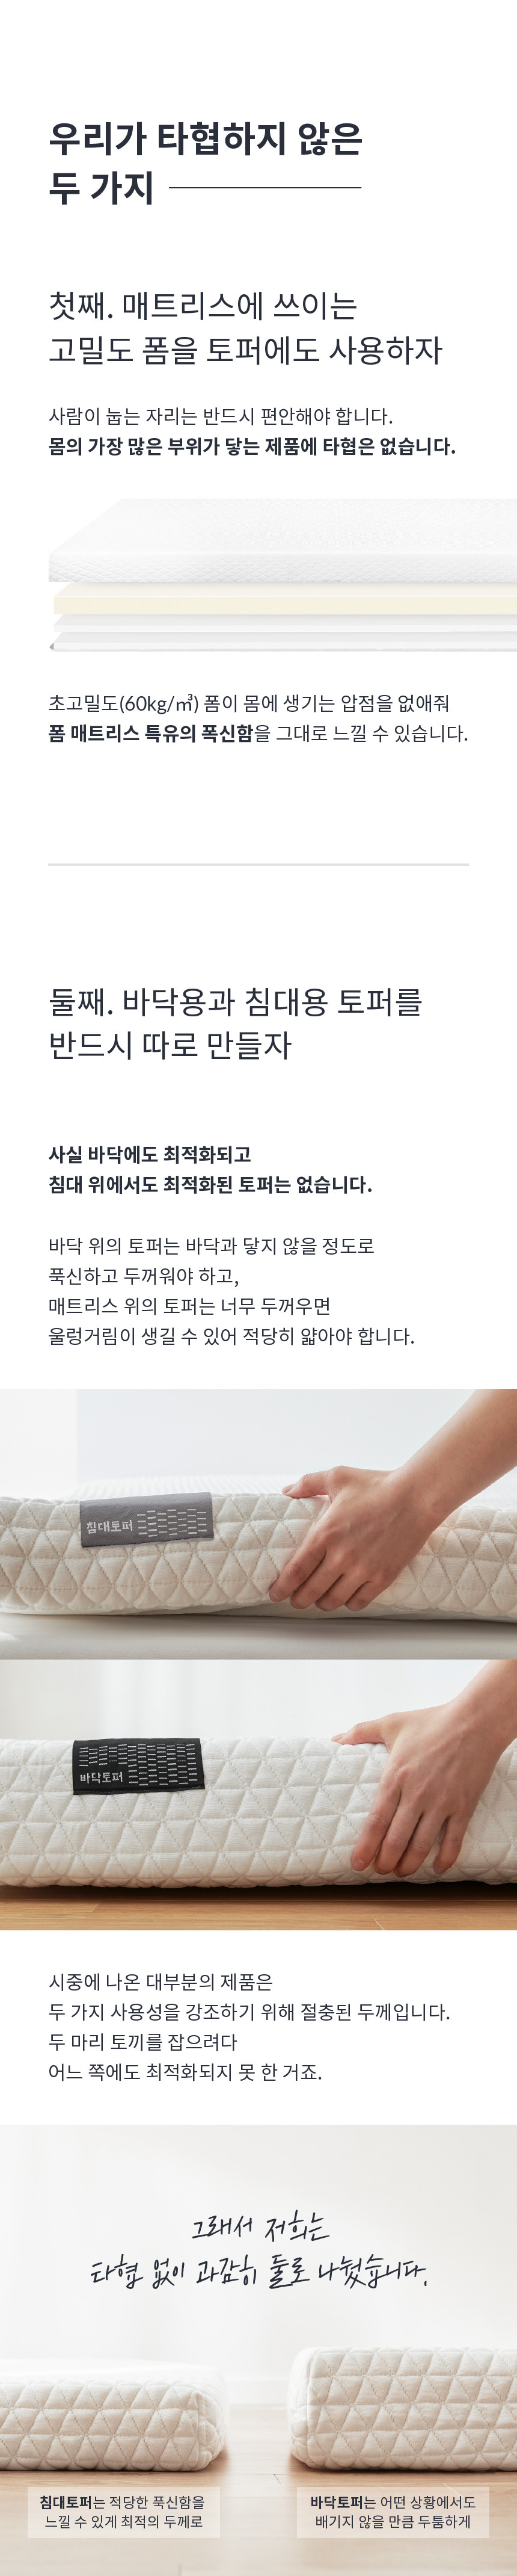 우리가 타협하지 않은
두 가지
첫째. 매트리스에 쓰이는
고밀도 폼을 토퍼에도 사용하자
사람이 눕는 자리는 반드시 편안해야 합니다.
몸의 가장 많은 부위가 닿는 제품에 타협은 없습니다.
초고밀도(60kg/㎥) 폼이 몸에 생기는 압점을 없애줘
폼 매트리스 특유의 폭신함을 그대로 느낄 수 있습니다.
둘째. 바닥용과 침대용 토퍼를
반드시 따로 만들자
사실 바닥에도 최적화되고
침대 위에서도 최적화된 토퍼는 없습니다.
바닥 위의 토퍼는 바닥과 닿지 않을 정도로
푹신하고 두꺼워야 하고,
매트리스 위의 토퍼는 너무 두꺼우면
울렁거림이 생길 수 있어 적당히 얇아야 합니다.
침대토퍼
바닥토퍼
시중에 나온 대부분의 제품은
두 가지 사용성을 강조하기 위해 절충된 두께입니다.
두 마리 토끼를 잡으려다
어느 쪽에도 최적화되지 못 한 거죠.
그래서 저희는
타협 없이 과감히 둘로 나눴습니다.
침대토퍼는 적당한 푹신함을
느낄 수 있게 최적의 두께로
바닥토퍼는 어떤 상황에서도
배기지 않을 만큼 두툼하게